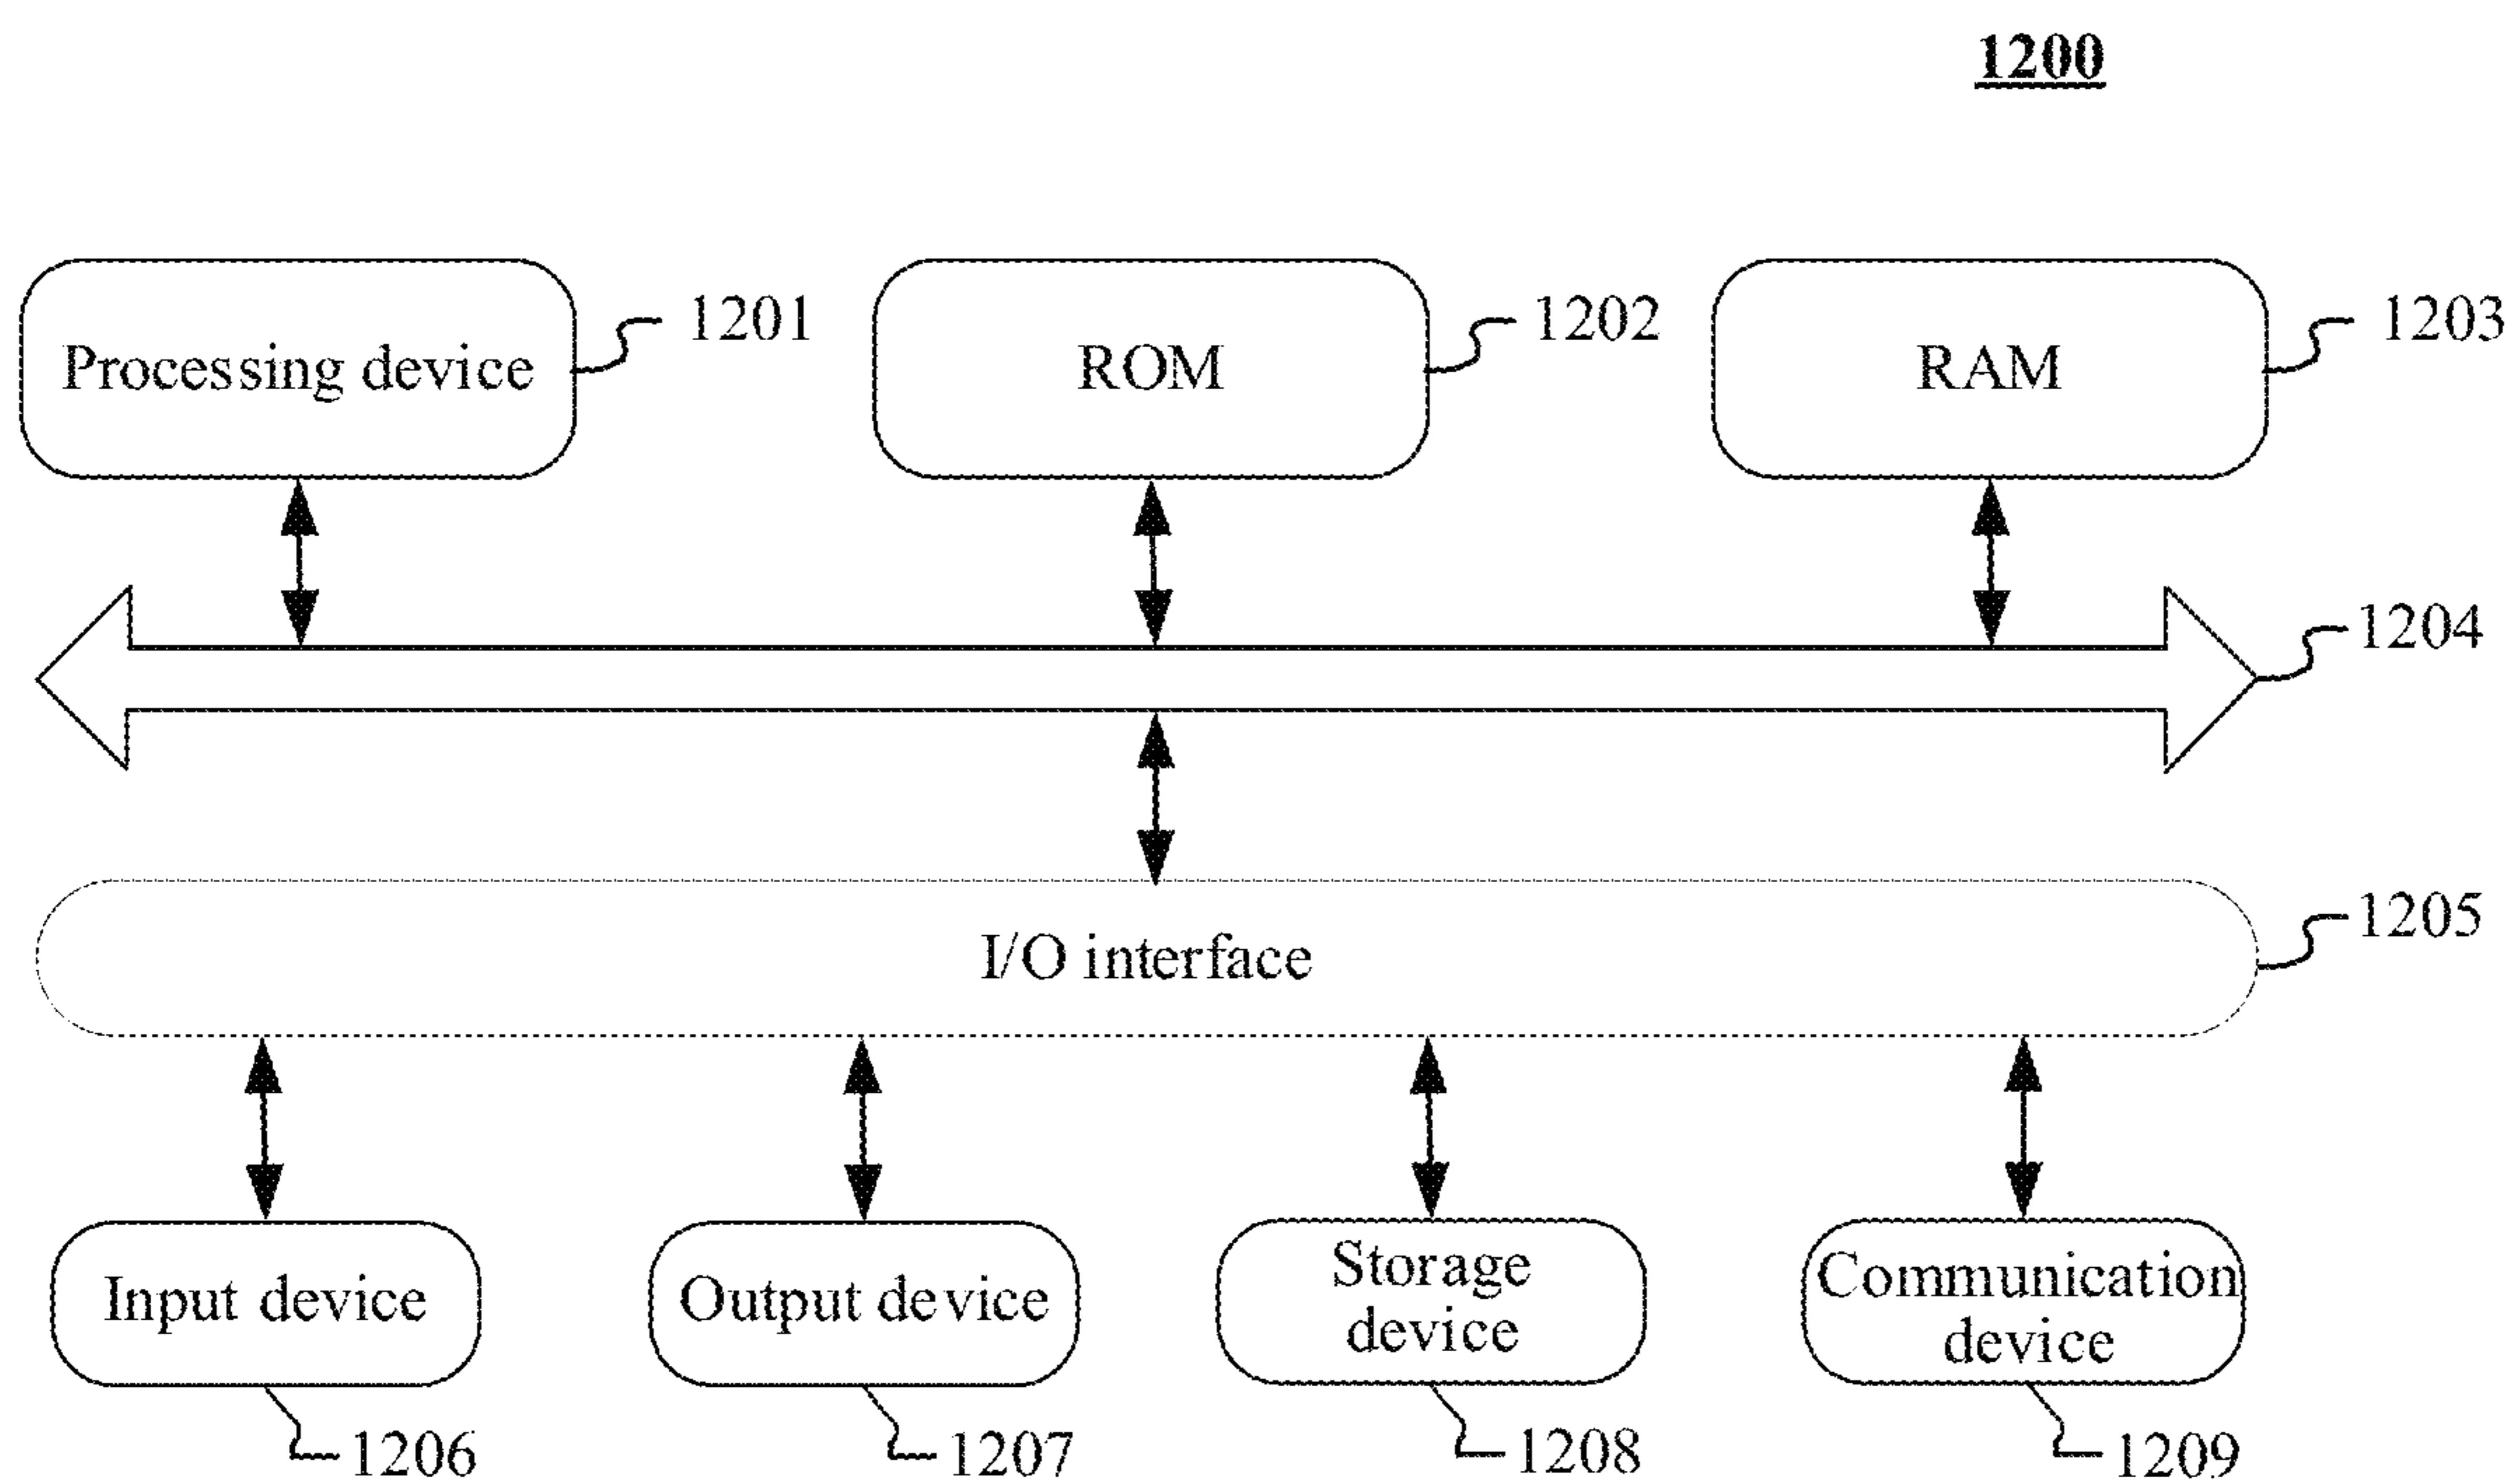 1200
Processing device
1201
ROM
1202
RAM
1203
1204
I/O interface
1205
Input device
Output device
Storage
device
Communication
device
1206
1207
1208
1209